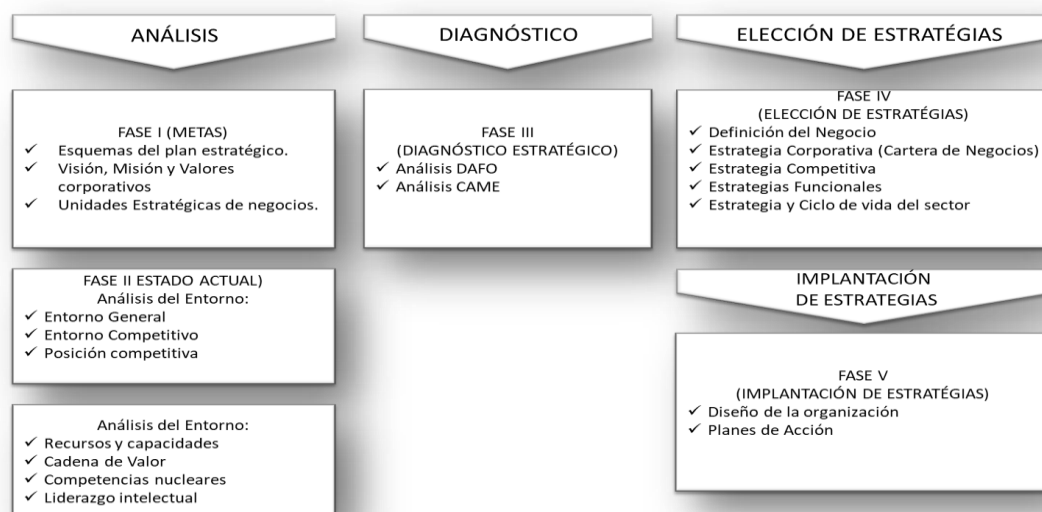 ANÁLISIS
FASE I (METAS)
✓ Esquemas del plan estratégico.
✓ Visión, Misión y Valores
corporativos
✓ Unidades Estratégicas de negocios.
FASE II ESTADO ACTUAL)
Análisis del Entorno:
✓ Entorno General
✓ Entorno Competitivo
✓ Posición competitiva
Análisis del Entorno:
✓ Recursos y capacidades
✓ Cadena de Valor
✓ Competencias nucleares
✓ Liderazgo intelectual
DIAGNÓSTICO
FASE III
(DIAGNÓSTICO ESTRATÉGICO)
✓ Análisis DAFO
✓ Análisis CAME
ELECCIÓN DE ESTRATÉGIAS
FASE IV
(ELECCIÓN DE ESTRATÉGIAS)
✓ Definición del Negocio
✓ Estrategia Corporativa (Cartera de Negocios)
✓ Estrategia Competitiva
✓ Estrategias Funcionales
✓ Estrategia y Ciclo de vida del sector
IMPLANTACIÓN
DE ESTRATEGIAS
FASE V
(IMPLANTACIÓN DE ESTRATÉGIAS)
✓ Diseño de la organización
✓ Planes de Acción